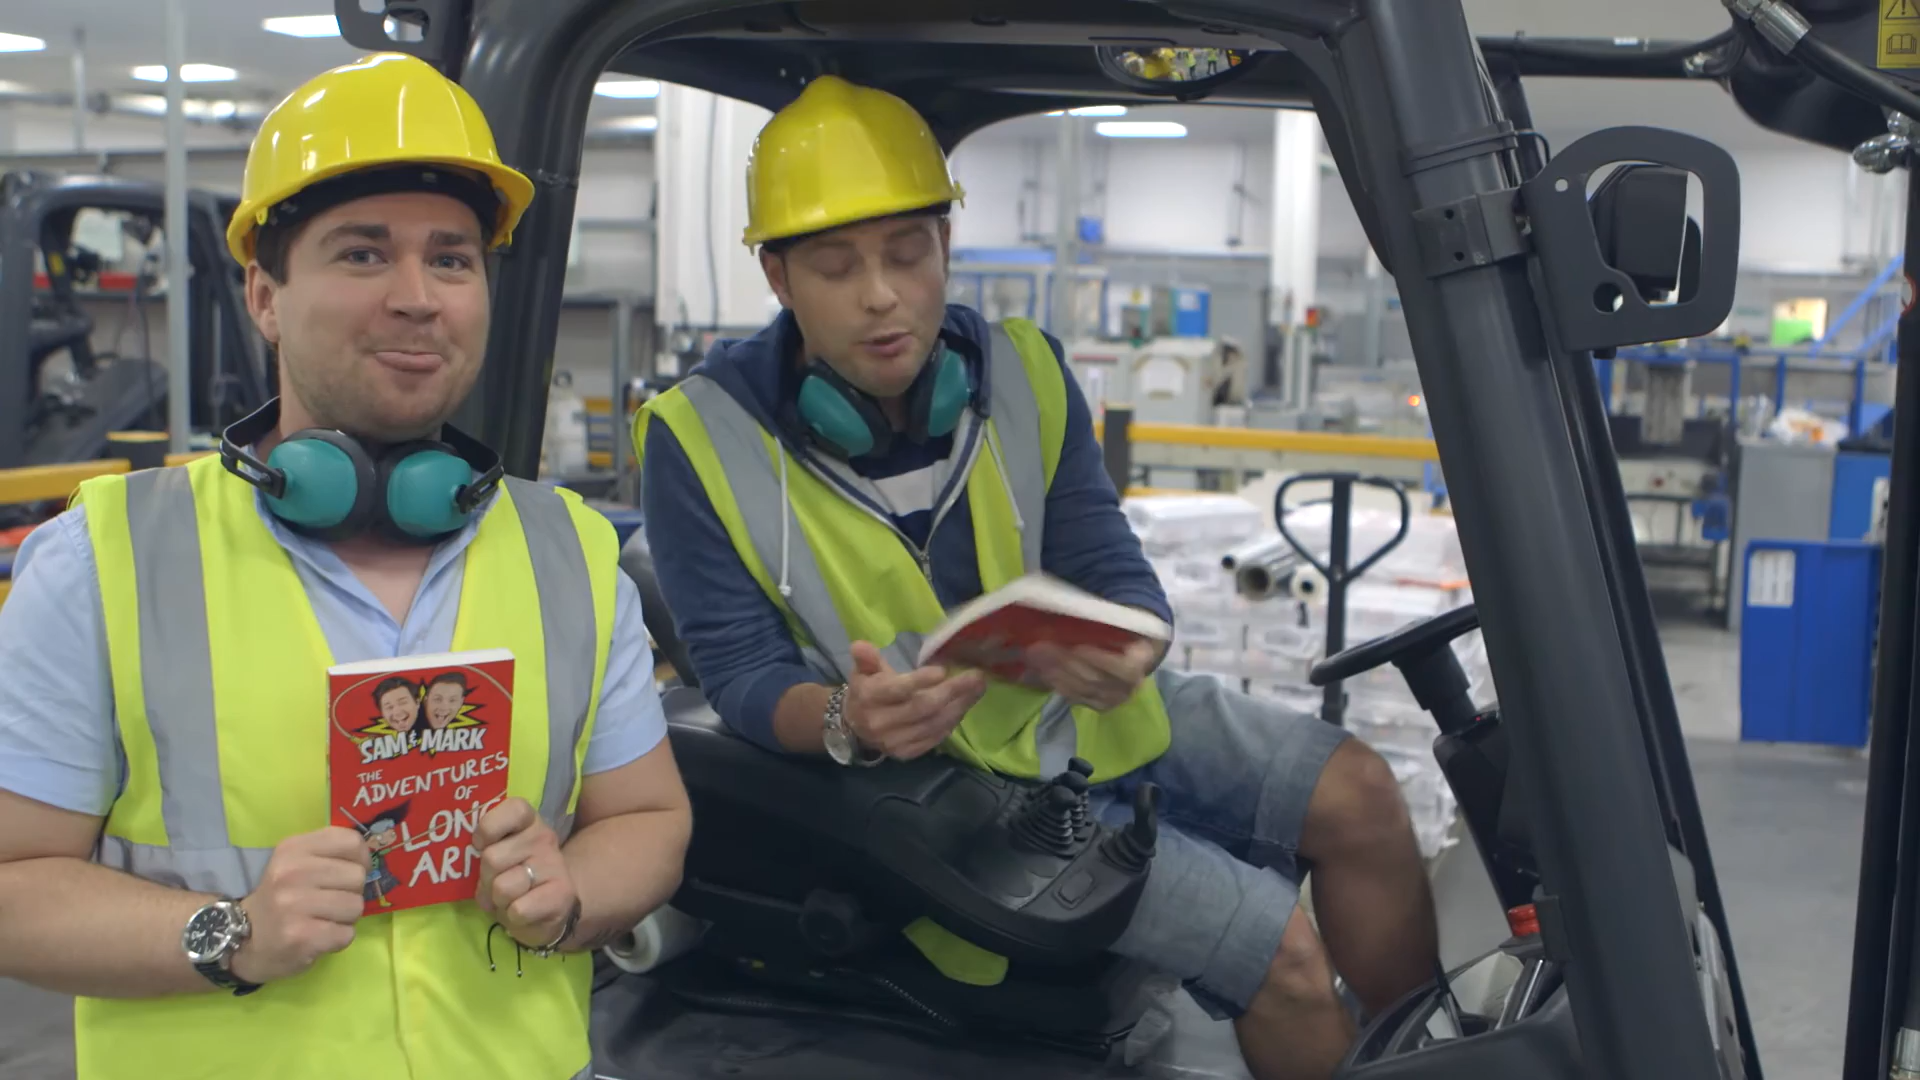 SAM & MARK
THE
ADVENTURES
OF
LONG
ARM